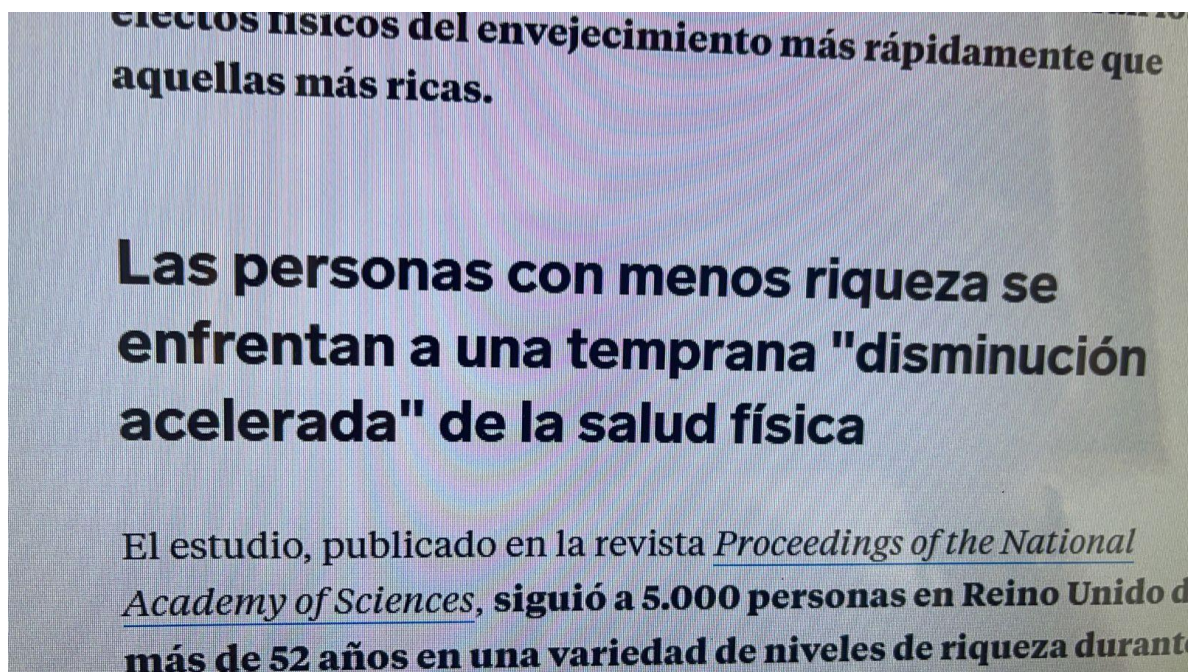 efectos físicos del envejecimiento más rápidamente que
aquellas más ricas.
Las personas con menos riqueza se
enfrentan a una temprana "disminución
acelerada" de la salud física
El estudio, publicado en la revista Proceedings of the National
Academy of Sciences, siguió a 5.000 personas en Reino Unido d
más de 52 años en una variedad de niveles de riqueza durante